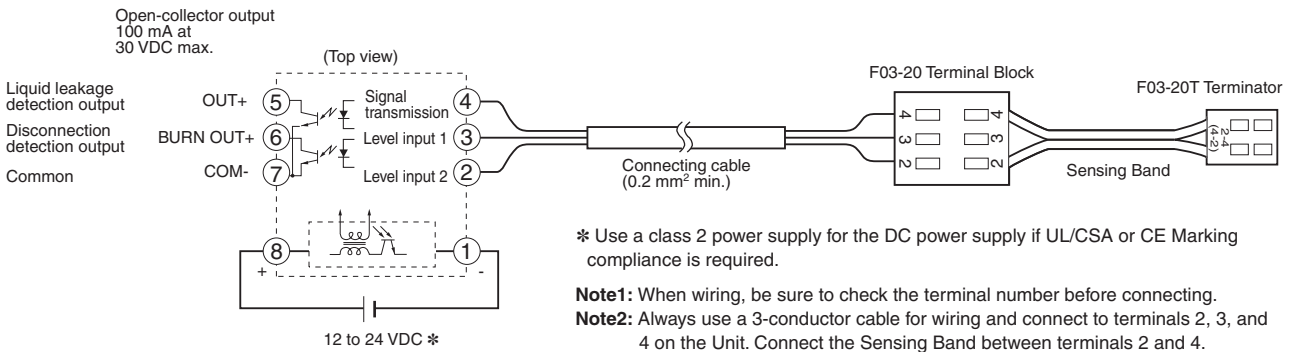 Open-collector output
100 mA at
30 VDC max.
(Top view)
Liquid leakage
detection output
OUT+
5
Signal
transmission
4
Disconnection
detection output
BURN OUT+
6
Level input 1
3
Common
COM-
7
Level input 2
2
8
1
+
-
12 to 24 VDC *
Connecting cable
(0.2 mm² min.)
F03-20 Terminal Block
4
3
2
4
3
2
Sensing Band
F03-20T Terminator
2-4
(4-2)
* Use a class 2 power supply for the DC power supply if UL/CSA or CE Marking
compliance is required.
Note1: When wiring, be sure to check the terminal number before connecting.
Note2: Always use a 3-conductor cable for wiring and connect to terminals 2, 3, and
4 on the Unit. Connect the Sensing Band between terminals 2 and 4.